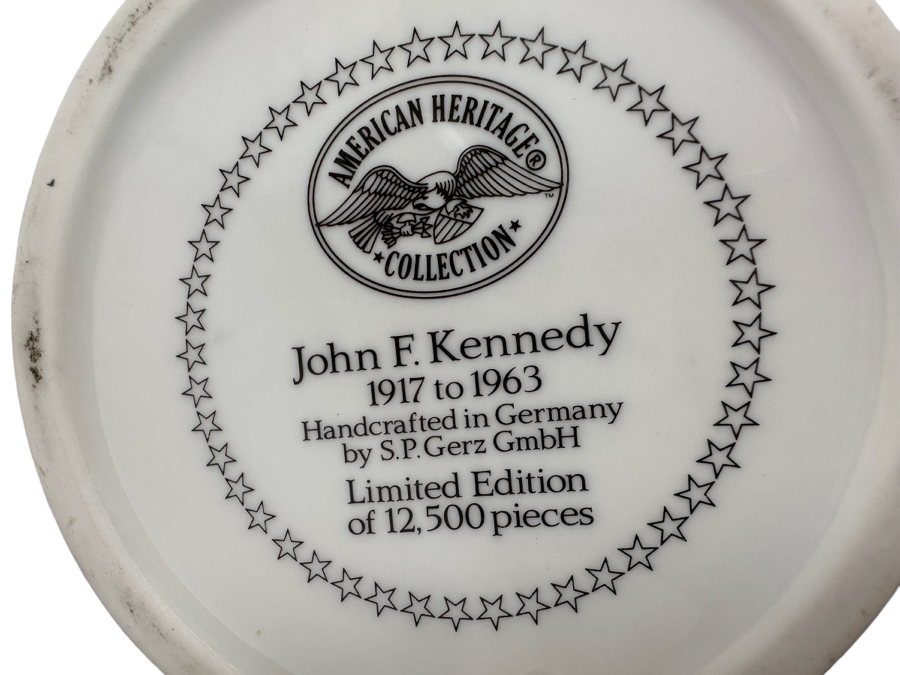 AMERICAN HERITAGE®
COLLECTION
™
John F. Kennedy
1917 to 1963
Handcrafted in Germany
by S.P. Gerz GmbH
Limited Edition
of 12,500 pieces